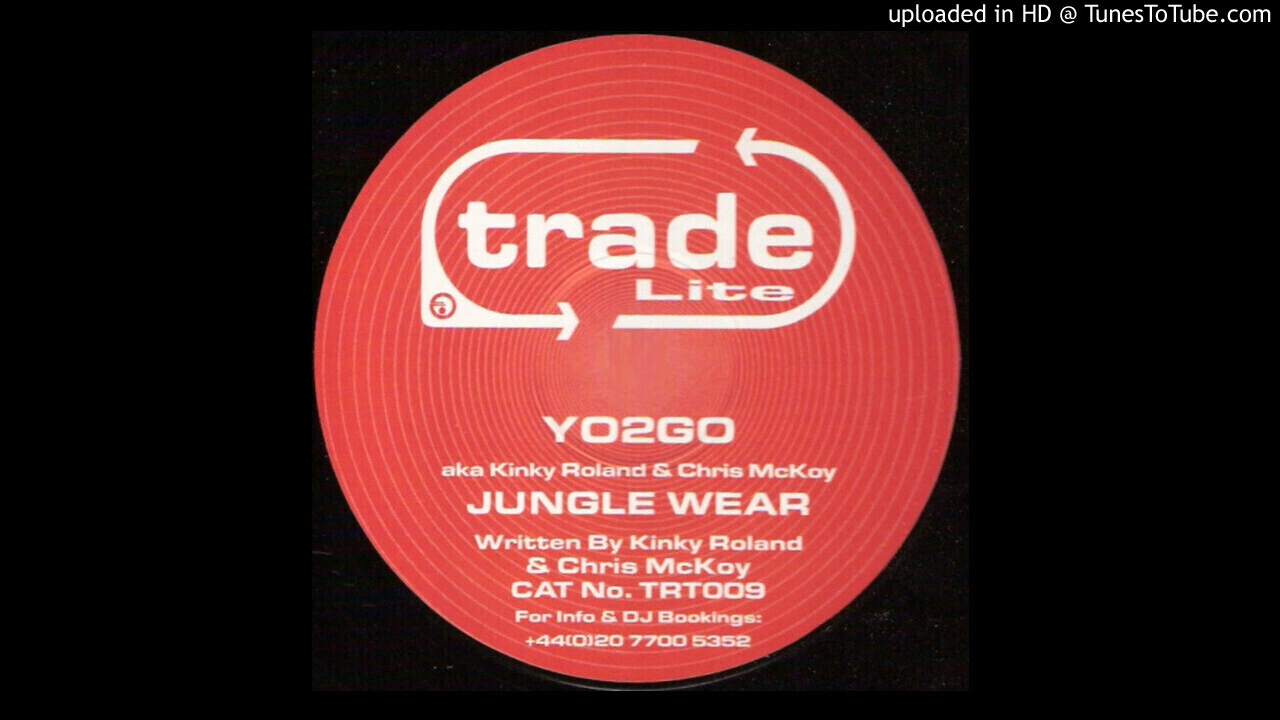 uploaded in HD @ TunesToTube.com
trade
Lite
YO2GO
aka Kinky Roland & Chris McKoy
JUNGLE WEAR
Written By Kinky Roland
& Chris McKoy
CAT No. TRT009
For Info & DJ Bookings:
+44(0)20 7700 5352